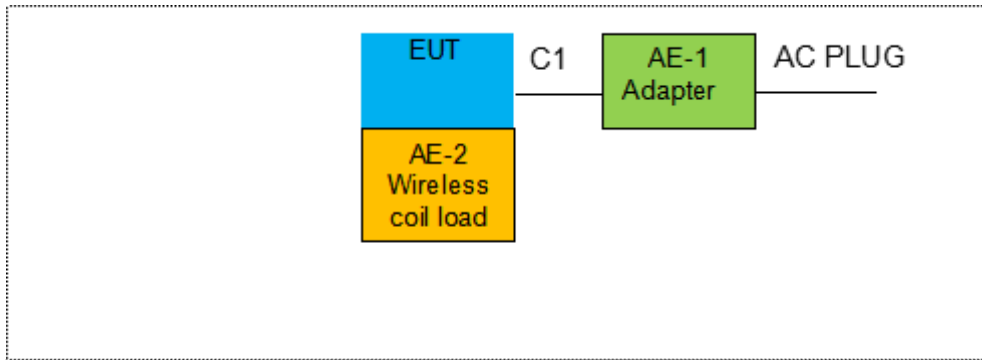 EUT
C1
AE-1
Adapter
AC PLUG
AE-2
Wireless
coil load